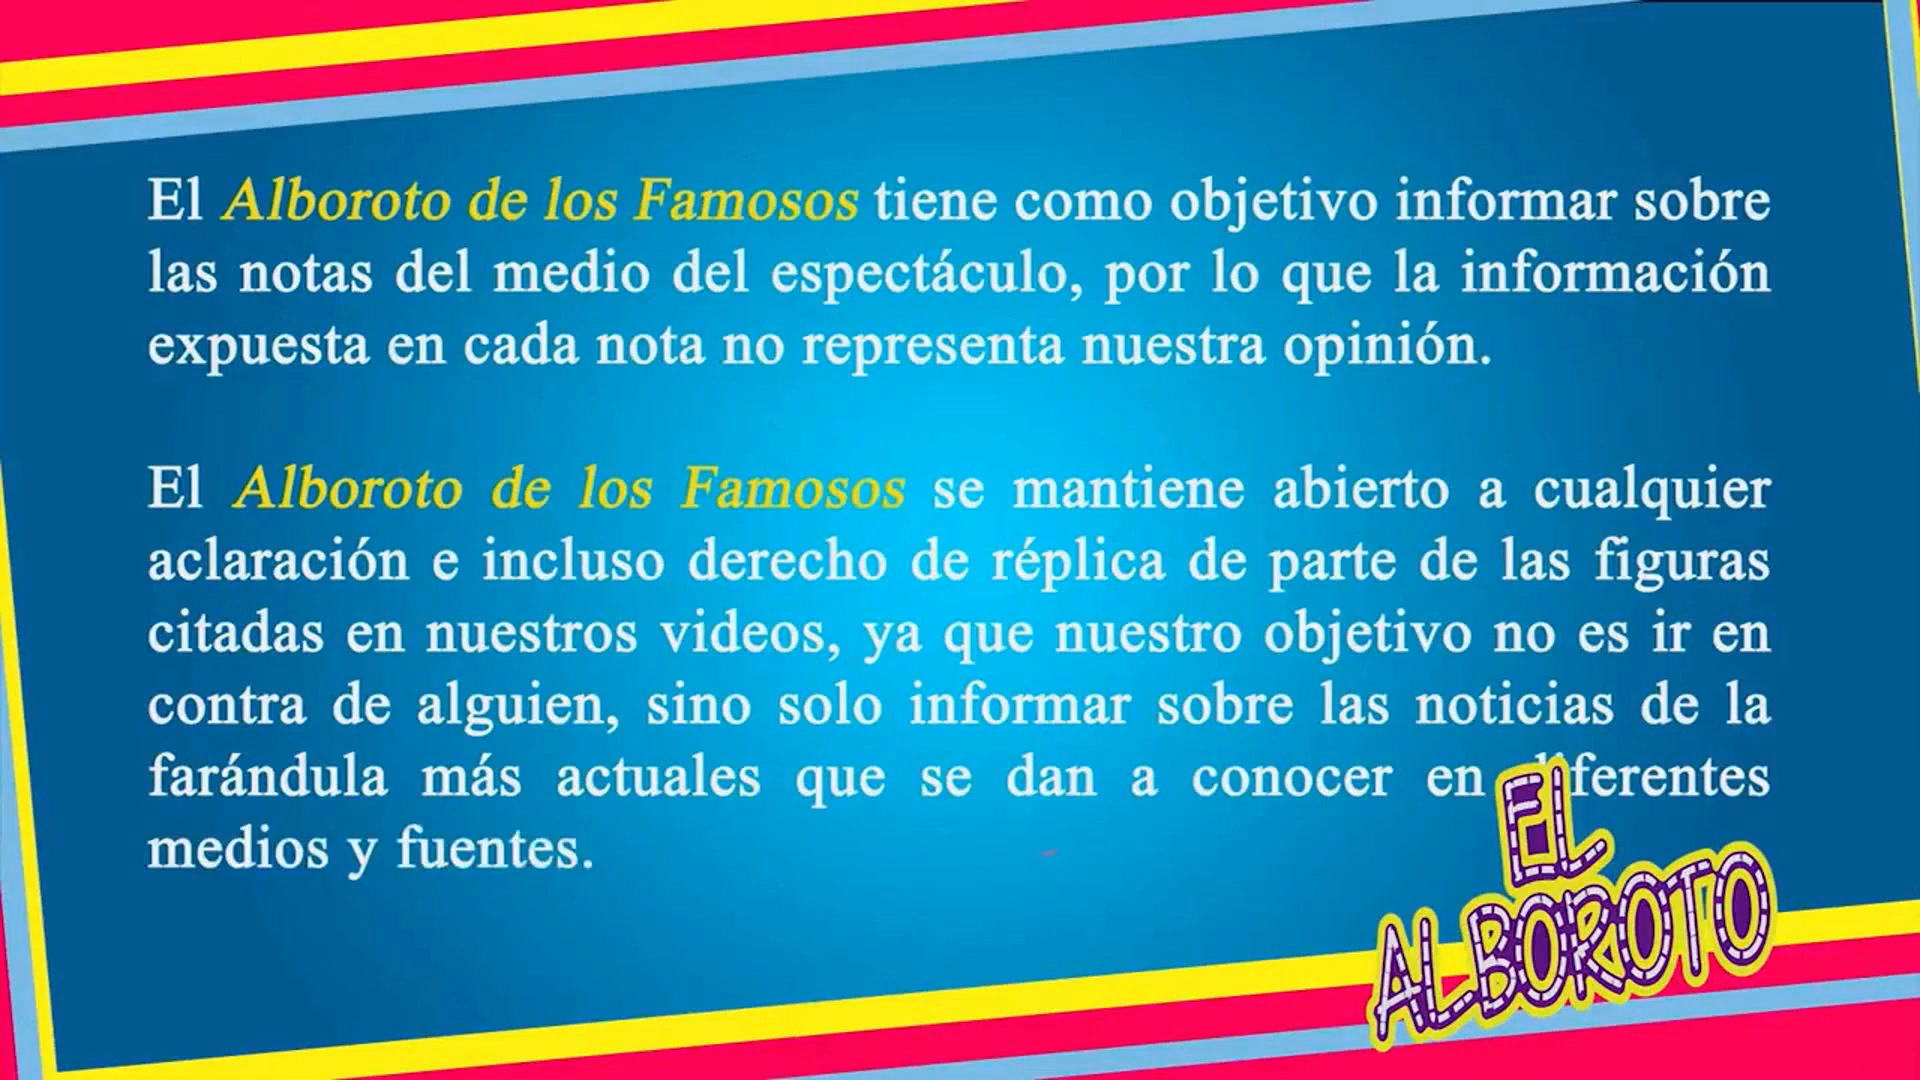 El Alboroto de los Famosos tiene como objetivo informar sobre
las notas del medio del espectáculo, por lo que la información
expuesta en cada nota no representa nuestra opinión.
El Alboroto de los Famosos se mantiene abierto a cualquier
aclaración e incluso derecho de réplica de parte de las figuras
citadas en nuestros videos, ya que nuestro objetivo no es ir en
contra de alguien, sino solo informar sobre las noticias de la
farándula más actuales que se dan a conocer en diferentes
medios y fuentes.
EL
ALBOROTO